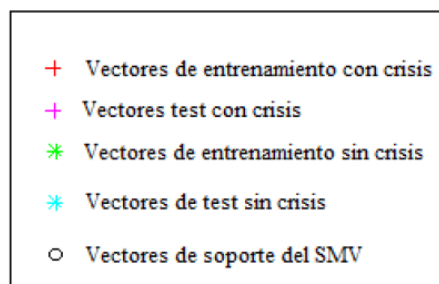 Vectores de entrenamiento con crisis
Vectores test con crisis
Vectores de entrenamiento sin crisis
Vectores de test sin crisis
Vectores de soporte del SMV